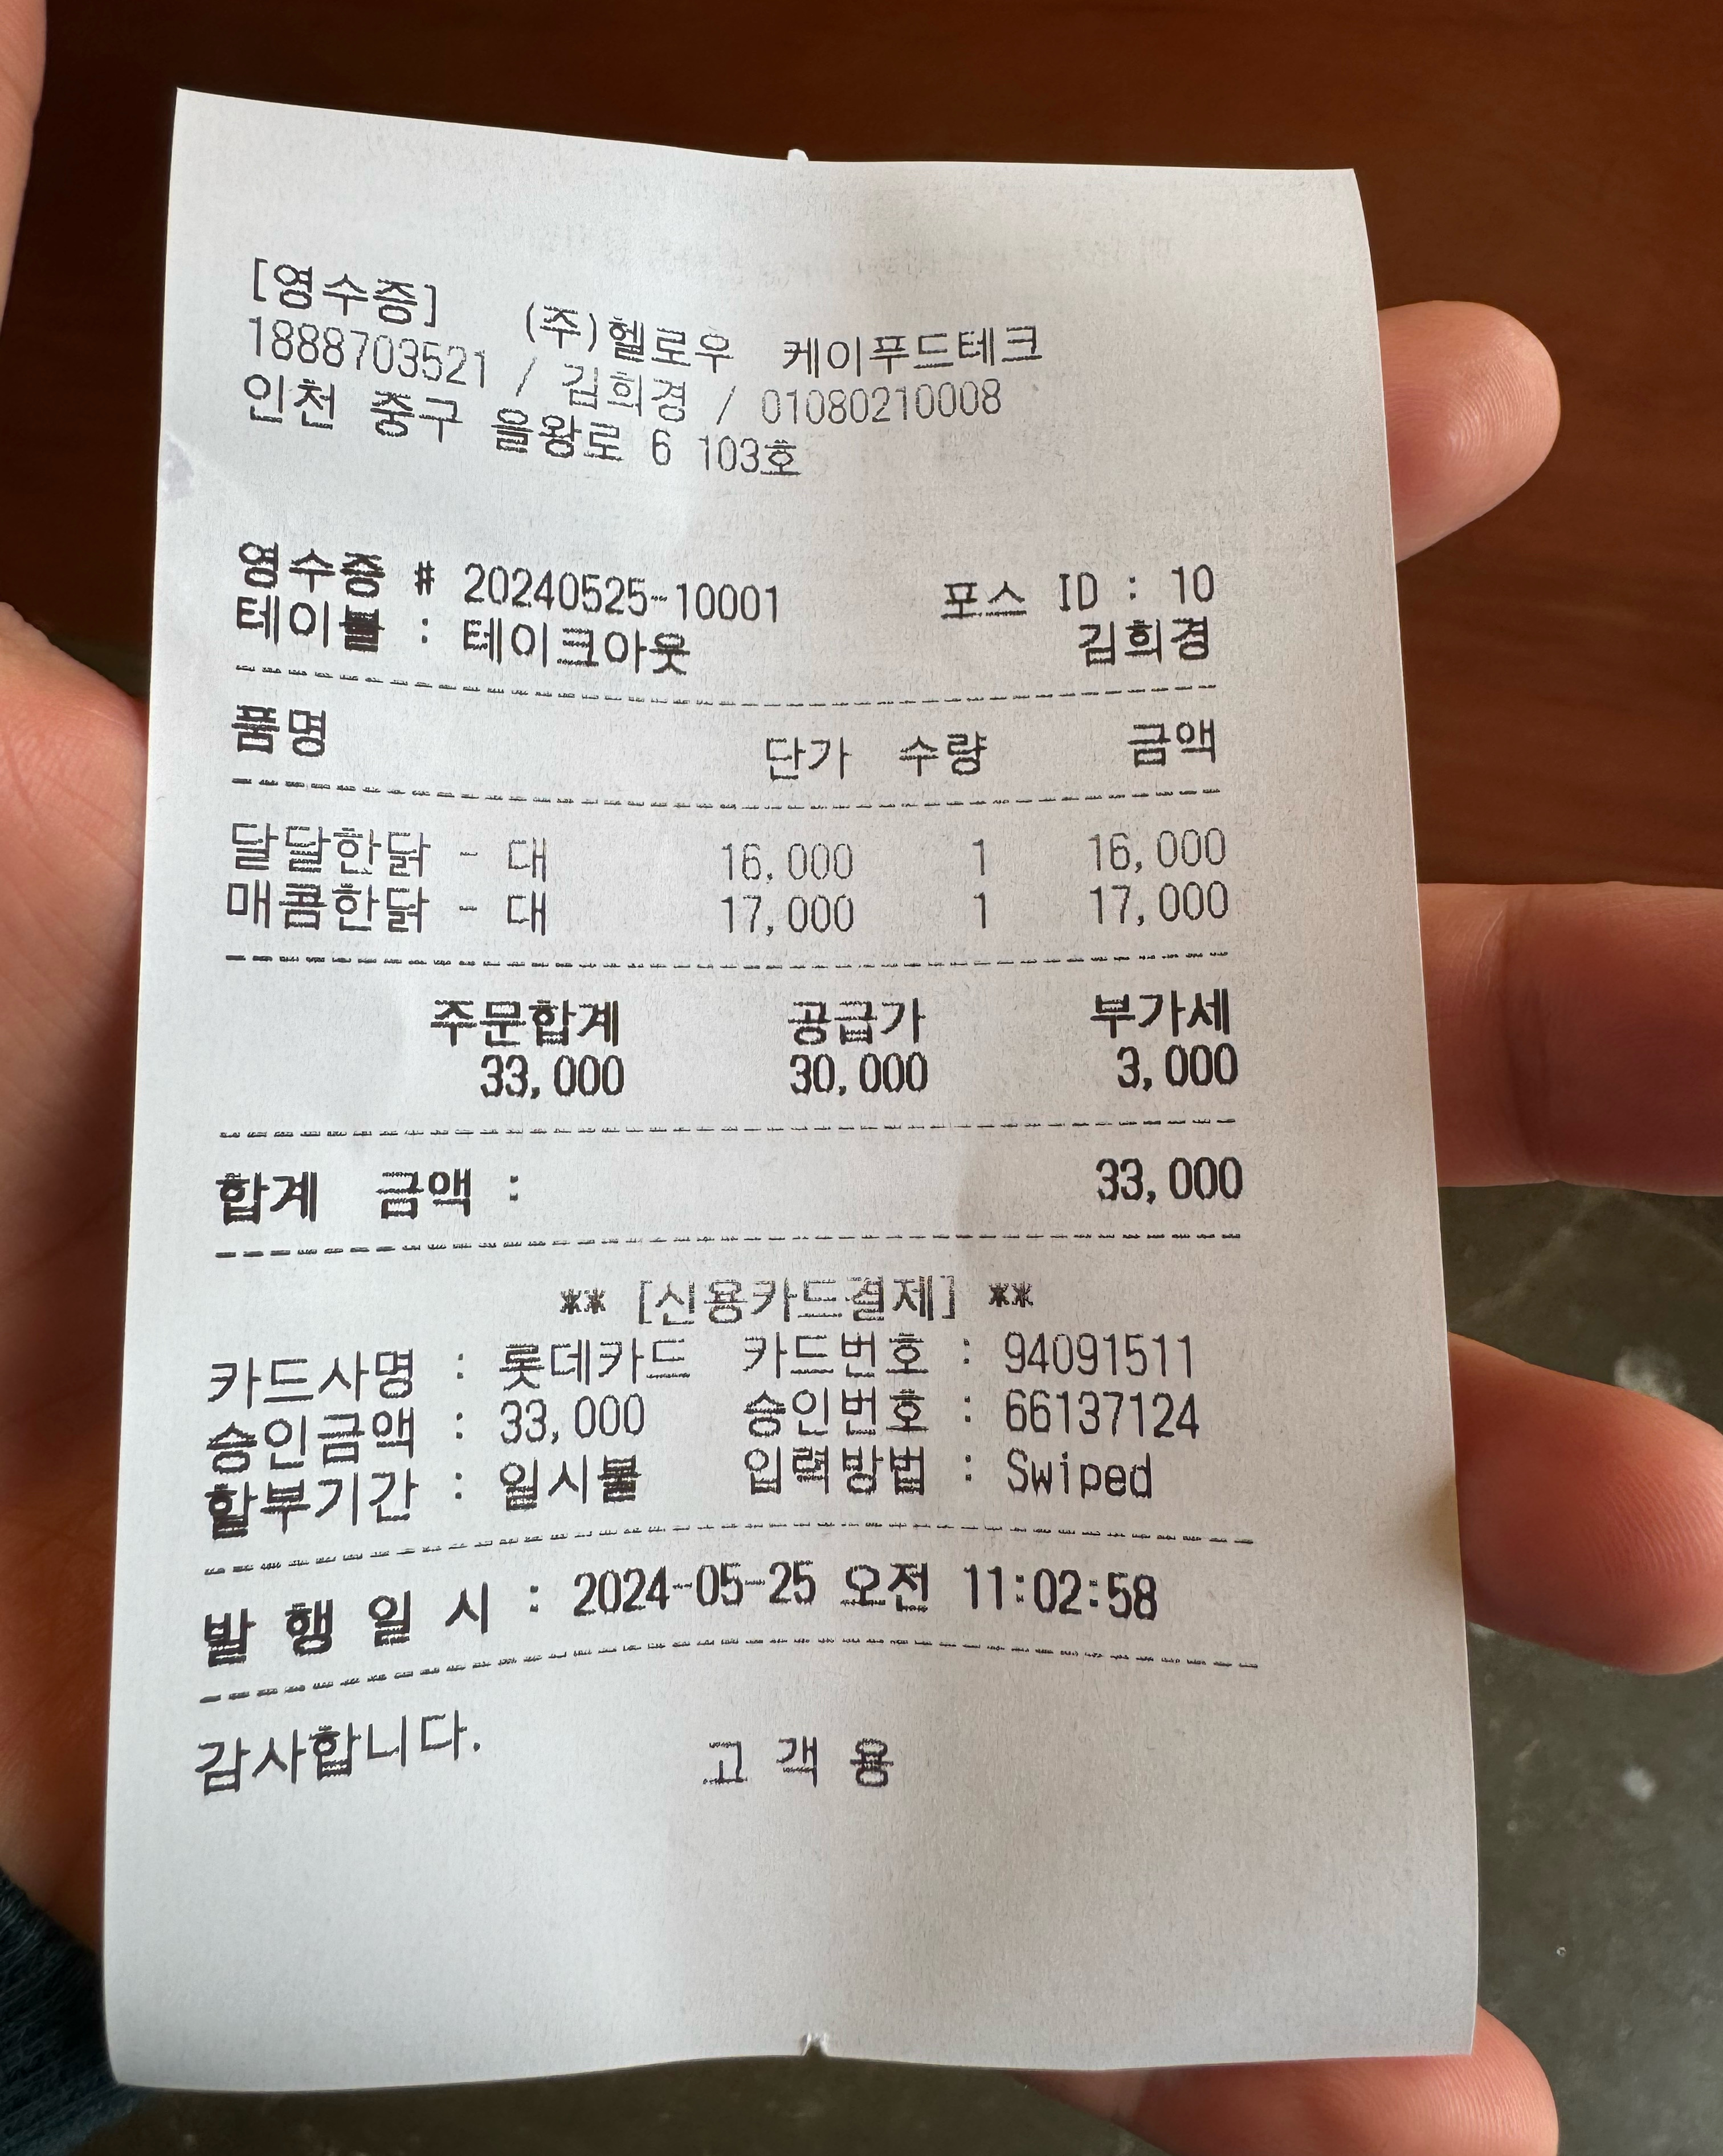 [영수증]
(주)헬로우 케이푸드테크
1888703521 / 김희경 / 01080210008
인천 중구 을왕로 6 103호
영수증 # 20240525-10001 포스 ID : 10
테이블 : 테이크아웃 김희경
품명 단가 수량 금액
달달한닭 - 대 16,000 1 16,000
매콤한닭 - 대 17,000 1 17,000
주문합계 공급가 부가세
33,000 30,000 3,000
합계 금액 : 33,000
** [신용카드결제] **
카드사명 : 롯데카드 카드번호 : 94091511
승인금액 : 33,000 승인번호 : 66137124
할부기간 : 일시불 입력방법 : Swiped
발 행 일 시 : 2024-05-25 오전 11:02:58
감사합니다. 고 객 용